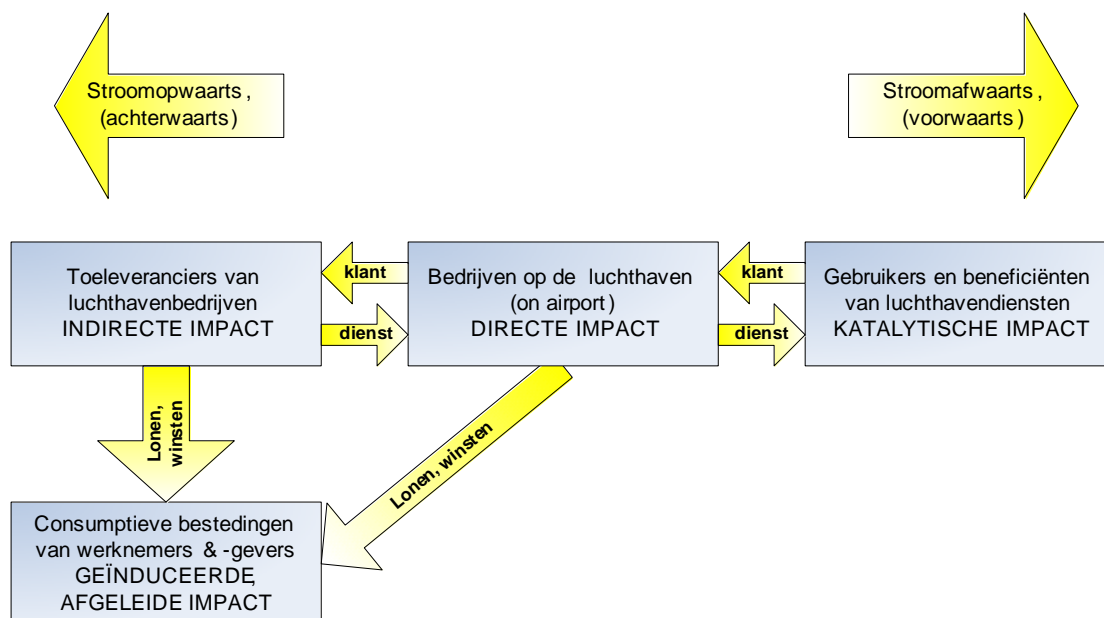 Stroomopwaarts,
(achterwaarts)
Stroomafwaarts,
(voorwaarts)
Toeleveranciers van
luchthavenbedrijven
INDIRECTE IMPACT
klant
dienst
Bedrijven op de luchthaven
(on airport)
DIRECTE IMPACT
klant
dienst
Gebruikers en beneficiënten
van luchthavendiensten
KATALYTISCHE IMPACT
Lonen,
winsten
Lonen, winsten
Consumptieve bestedingen
van werknemers & -gevers
GEÏNDUCEERDE,
AFGELEIDE IMPACT